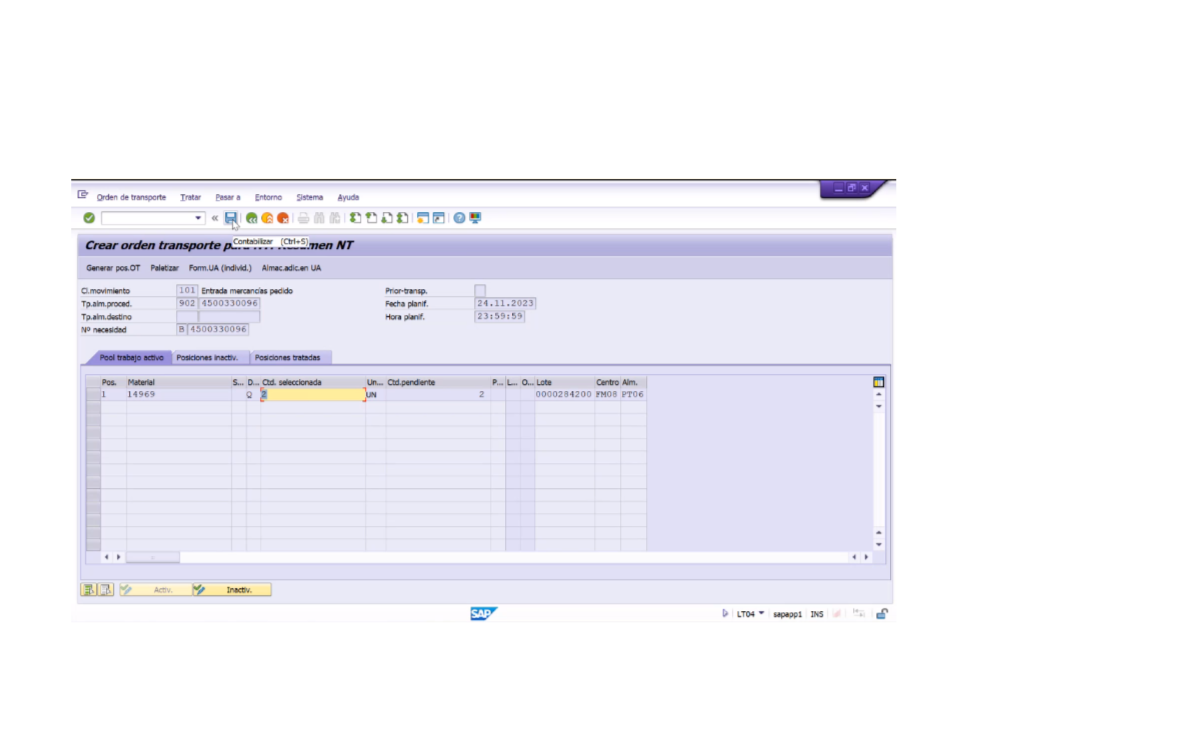 Orden de transporte Tratar Pasar a Entorno Sistema Ayuda
Contabilizar (Ctrl+S)
Crear orden transporte men NT
Generar pos.OT Paletizar Form.UA (individ.) Almac.adic.en UA
Cl.movimiento 101 Entrada mercancías pedido Prior-transp.
Tp.alm.proced. 902 4500330096 Fecha planif. 24.11.2023
Tp.alm.destino Hora planif. 23:59:59
Nº necesidad B 4500330096
Pool trabajo activo Posiciones inactiv. Posiciones tratadas
Pos. Material S... D... Ctd. seleccionada Un... Ctd.pendiente P... L... O... Lote Centro Alm.
1 14969 Q 2 UN 2 0000284200 FM08 PT06
Activ. Inactiv.
SAP LT04 sapapp1 INS